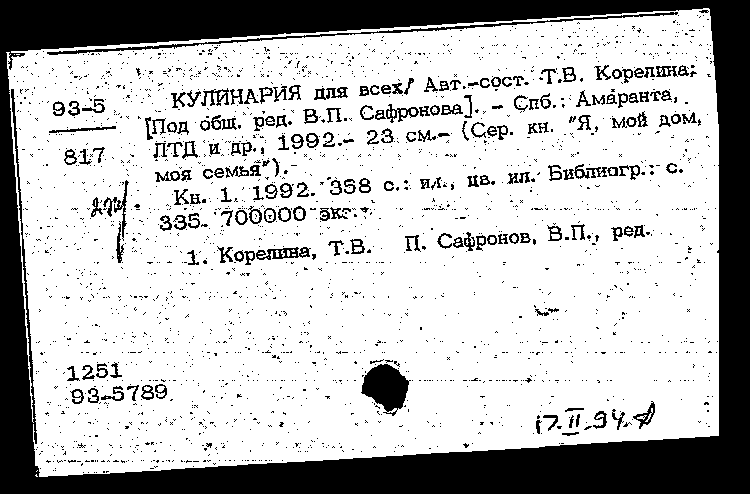 93-5
817
КУЛИНАРИЯ для всех/ Авт.-сост. Т.В. Корелина;
[Под общ. ред. В.П. Сафронова]. - Спб.: Амаранта,
ЛТД и др., 1992.- 23 см.- (Сер. кн. "Я, мой дом,
моя семья").-
Кн. 1. 1992. 358 с.: ил., цв. ил. Библиогр.: с.
335. 700000 экз.
1. Корелина, Т.В. П. Сафронов, В.П., ред.
1251
93-5789
17.II.94.